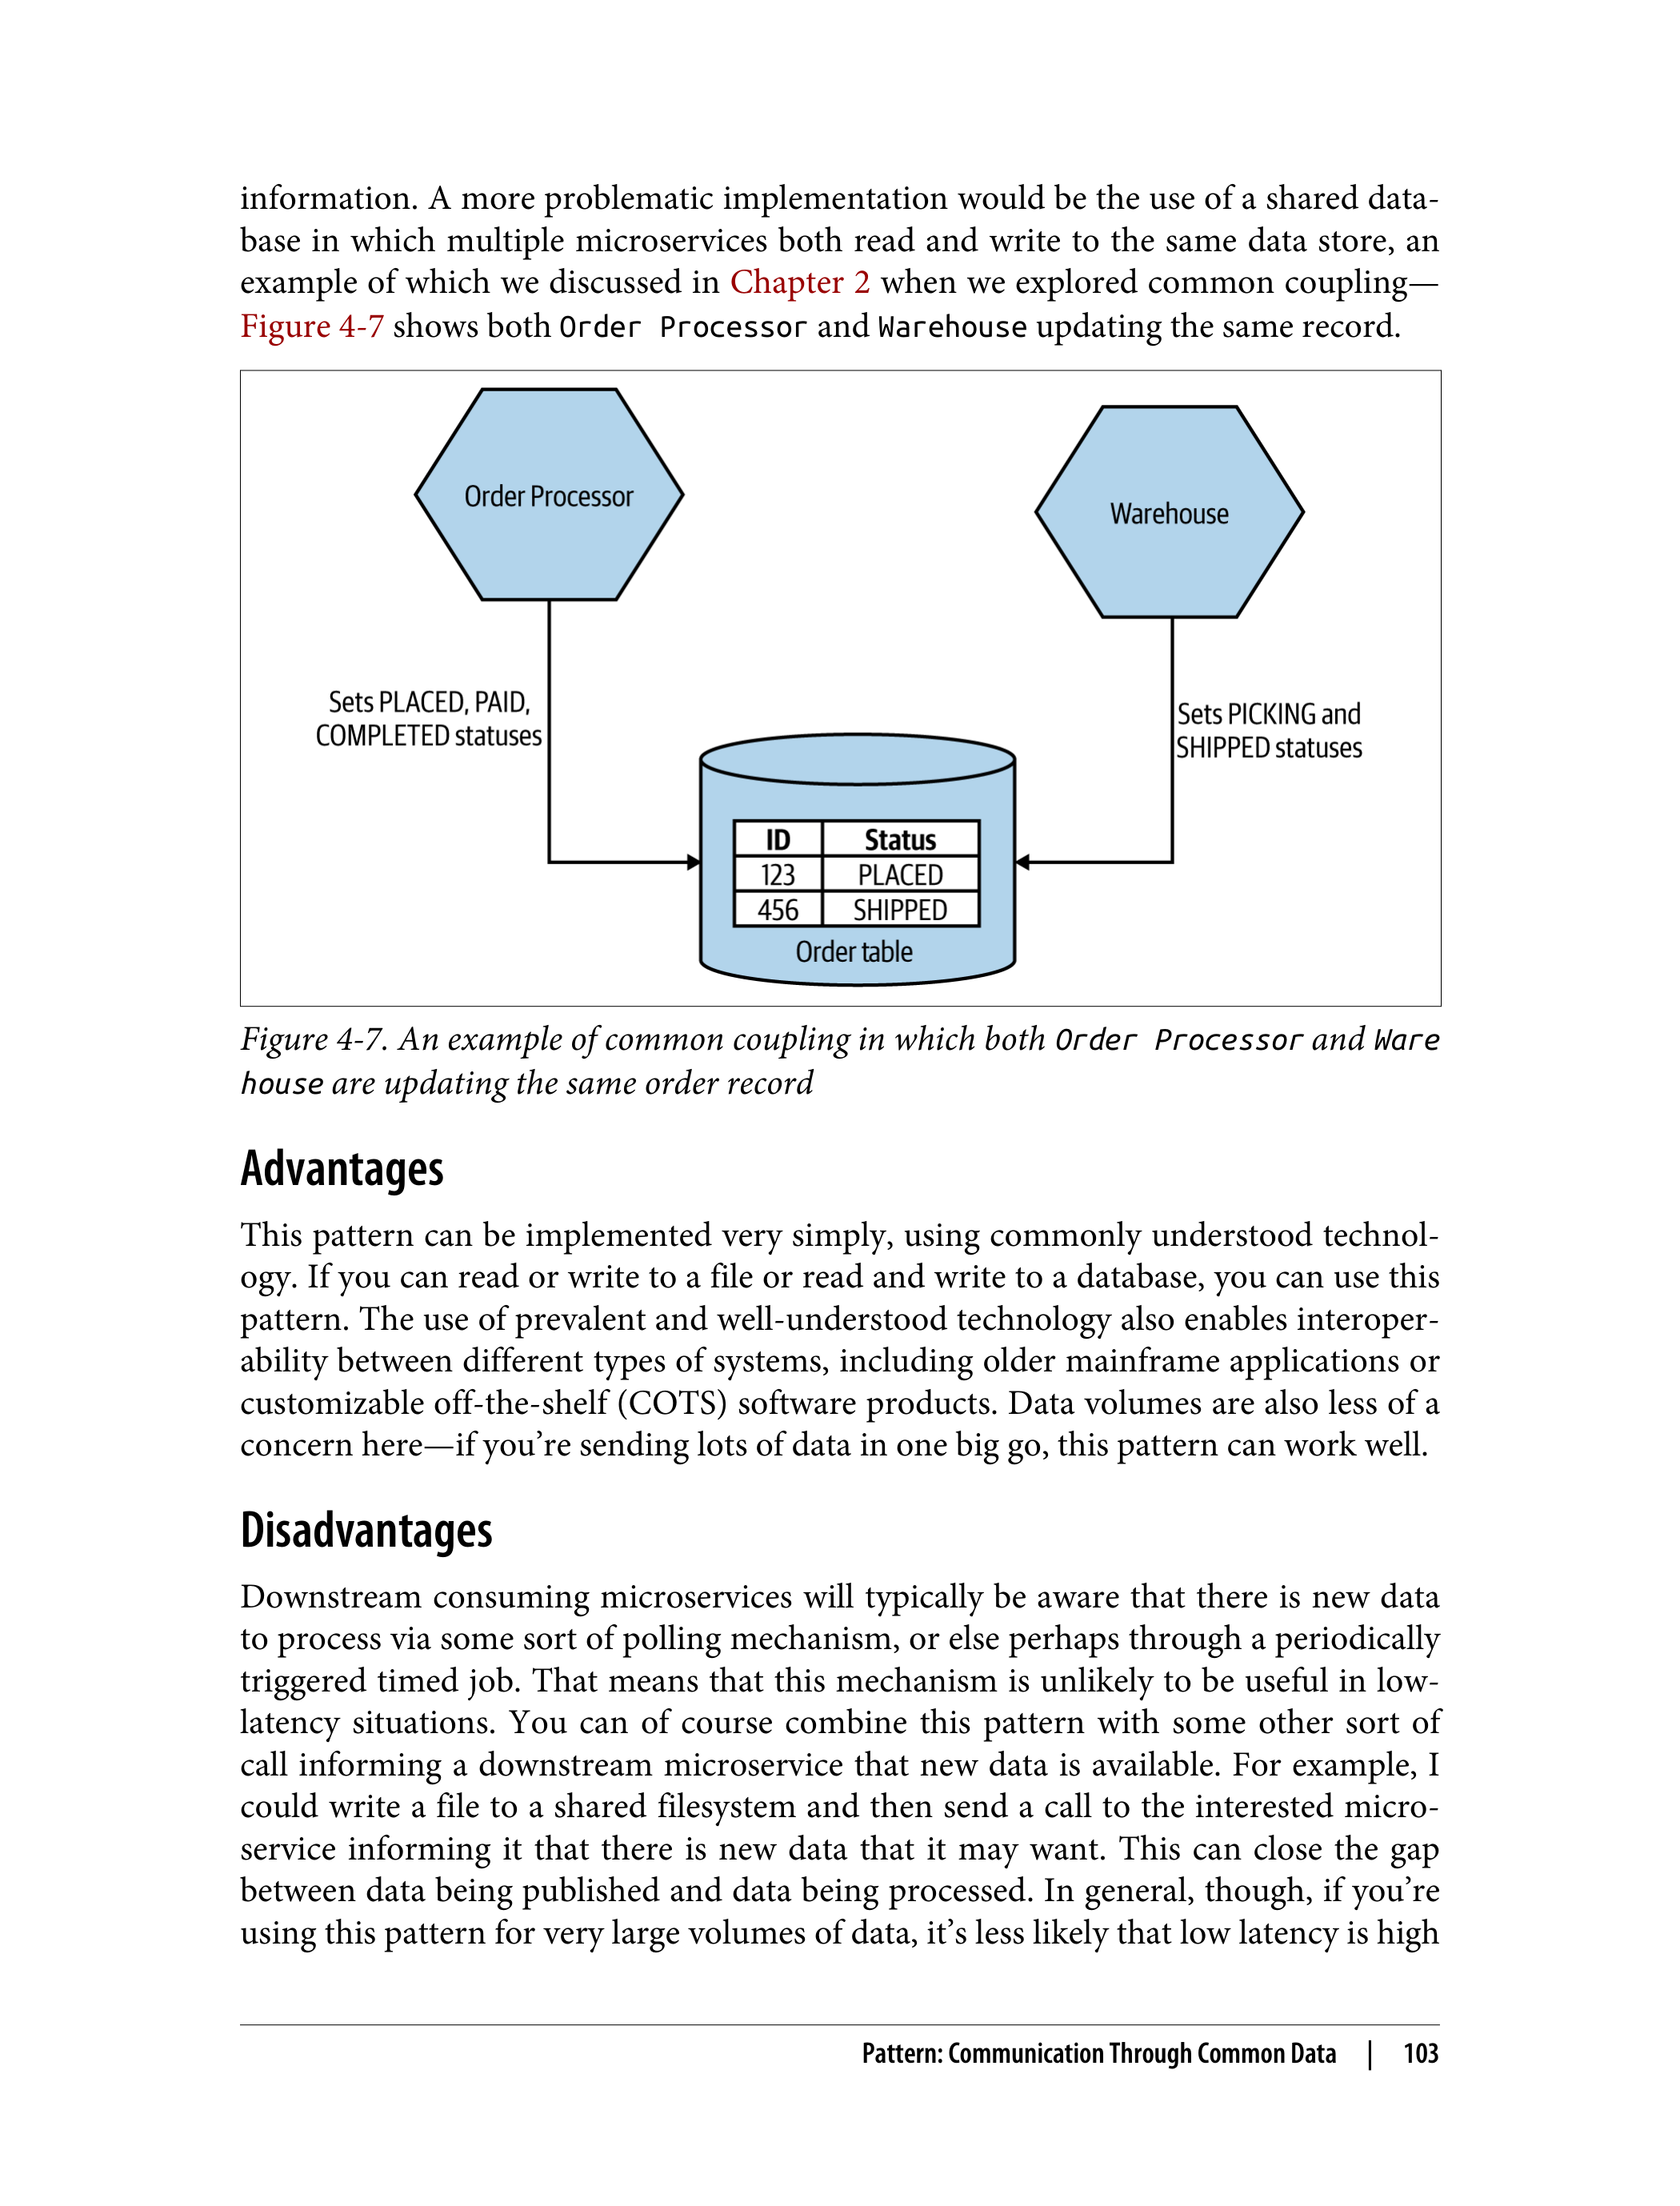 information. A more problematic implementation would be the use of a shared data-
base in which multiple microservices both read and write to the same data store, an
example of which we discussed in Chapter 2 when we explored common coupling—
Figure 4-7 shows both Order Processor and Warehouse updating the same record.
Order Processor
Warehouse
Sets PLACED, PAID,
COMPLETED statuses
Sets PICKING and
SHIPPED statuses
ID Status
123 PLACED
456 SHIPPED
Order table
Figure 4-7. An example of common coupling in which both Order Processor and Ware
house are updating the same order record
Advantages
This pattern can be implemented very simply, using commonly understood technol-
ogy. If you can read or write to a file or read and write to a database, you can use this
pattern. The use of prevalent and well-understood technology also enables interoper-
ability between different types of systems, including older mainframe applications or
customizable off-the-shelf (COTS) software products. Data volumes are also less of a
concern here—if you’re sending lots of data in one big go, this pattern can work well.
Disadvantages
Downstream consuming microservices will typically be aware that there is new data
to process via some sort of polling mechanism, or else perhaps through a periodically
triggered timed job. That means that this mechanism is unlikely to be useful in low-
latency situations. You can of course combine this pattern with some other sort of
call informing a downstream microservice that new data is available. For example, I
could write a file to a shared filesystem and then send a call to the interested micro-
service informing it that there is new data that it may want. This can close the gap
between data being published and data being processed. In general, though, if you’re
using this pattern for very large volumes of data, it’s less likely that low latency is high
Pattern: Communication Through Common Data | 103